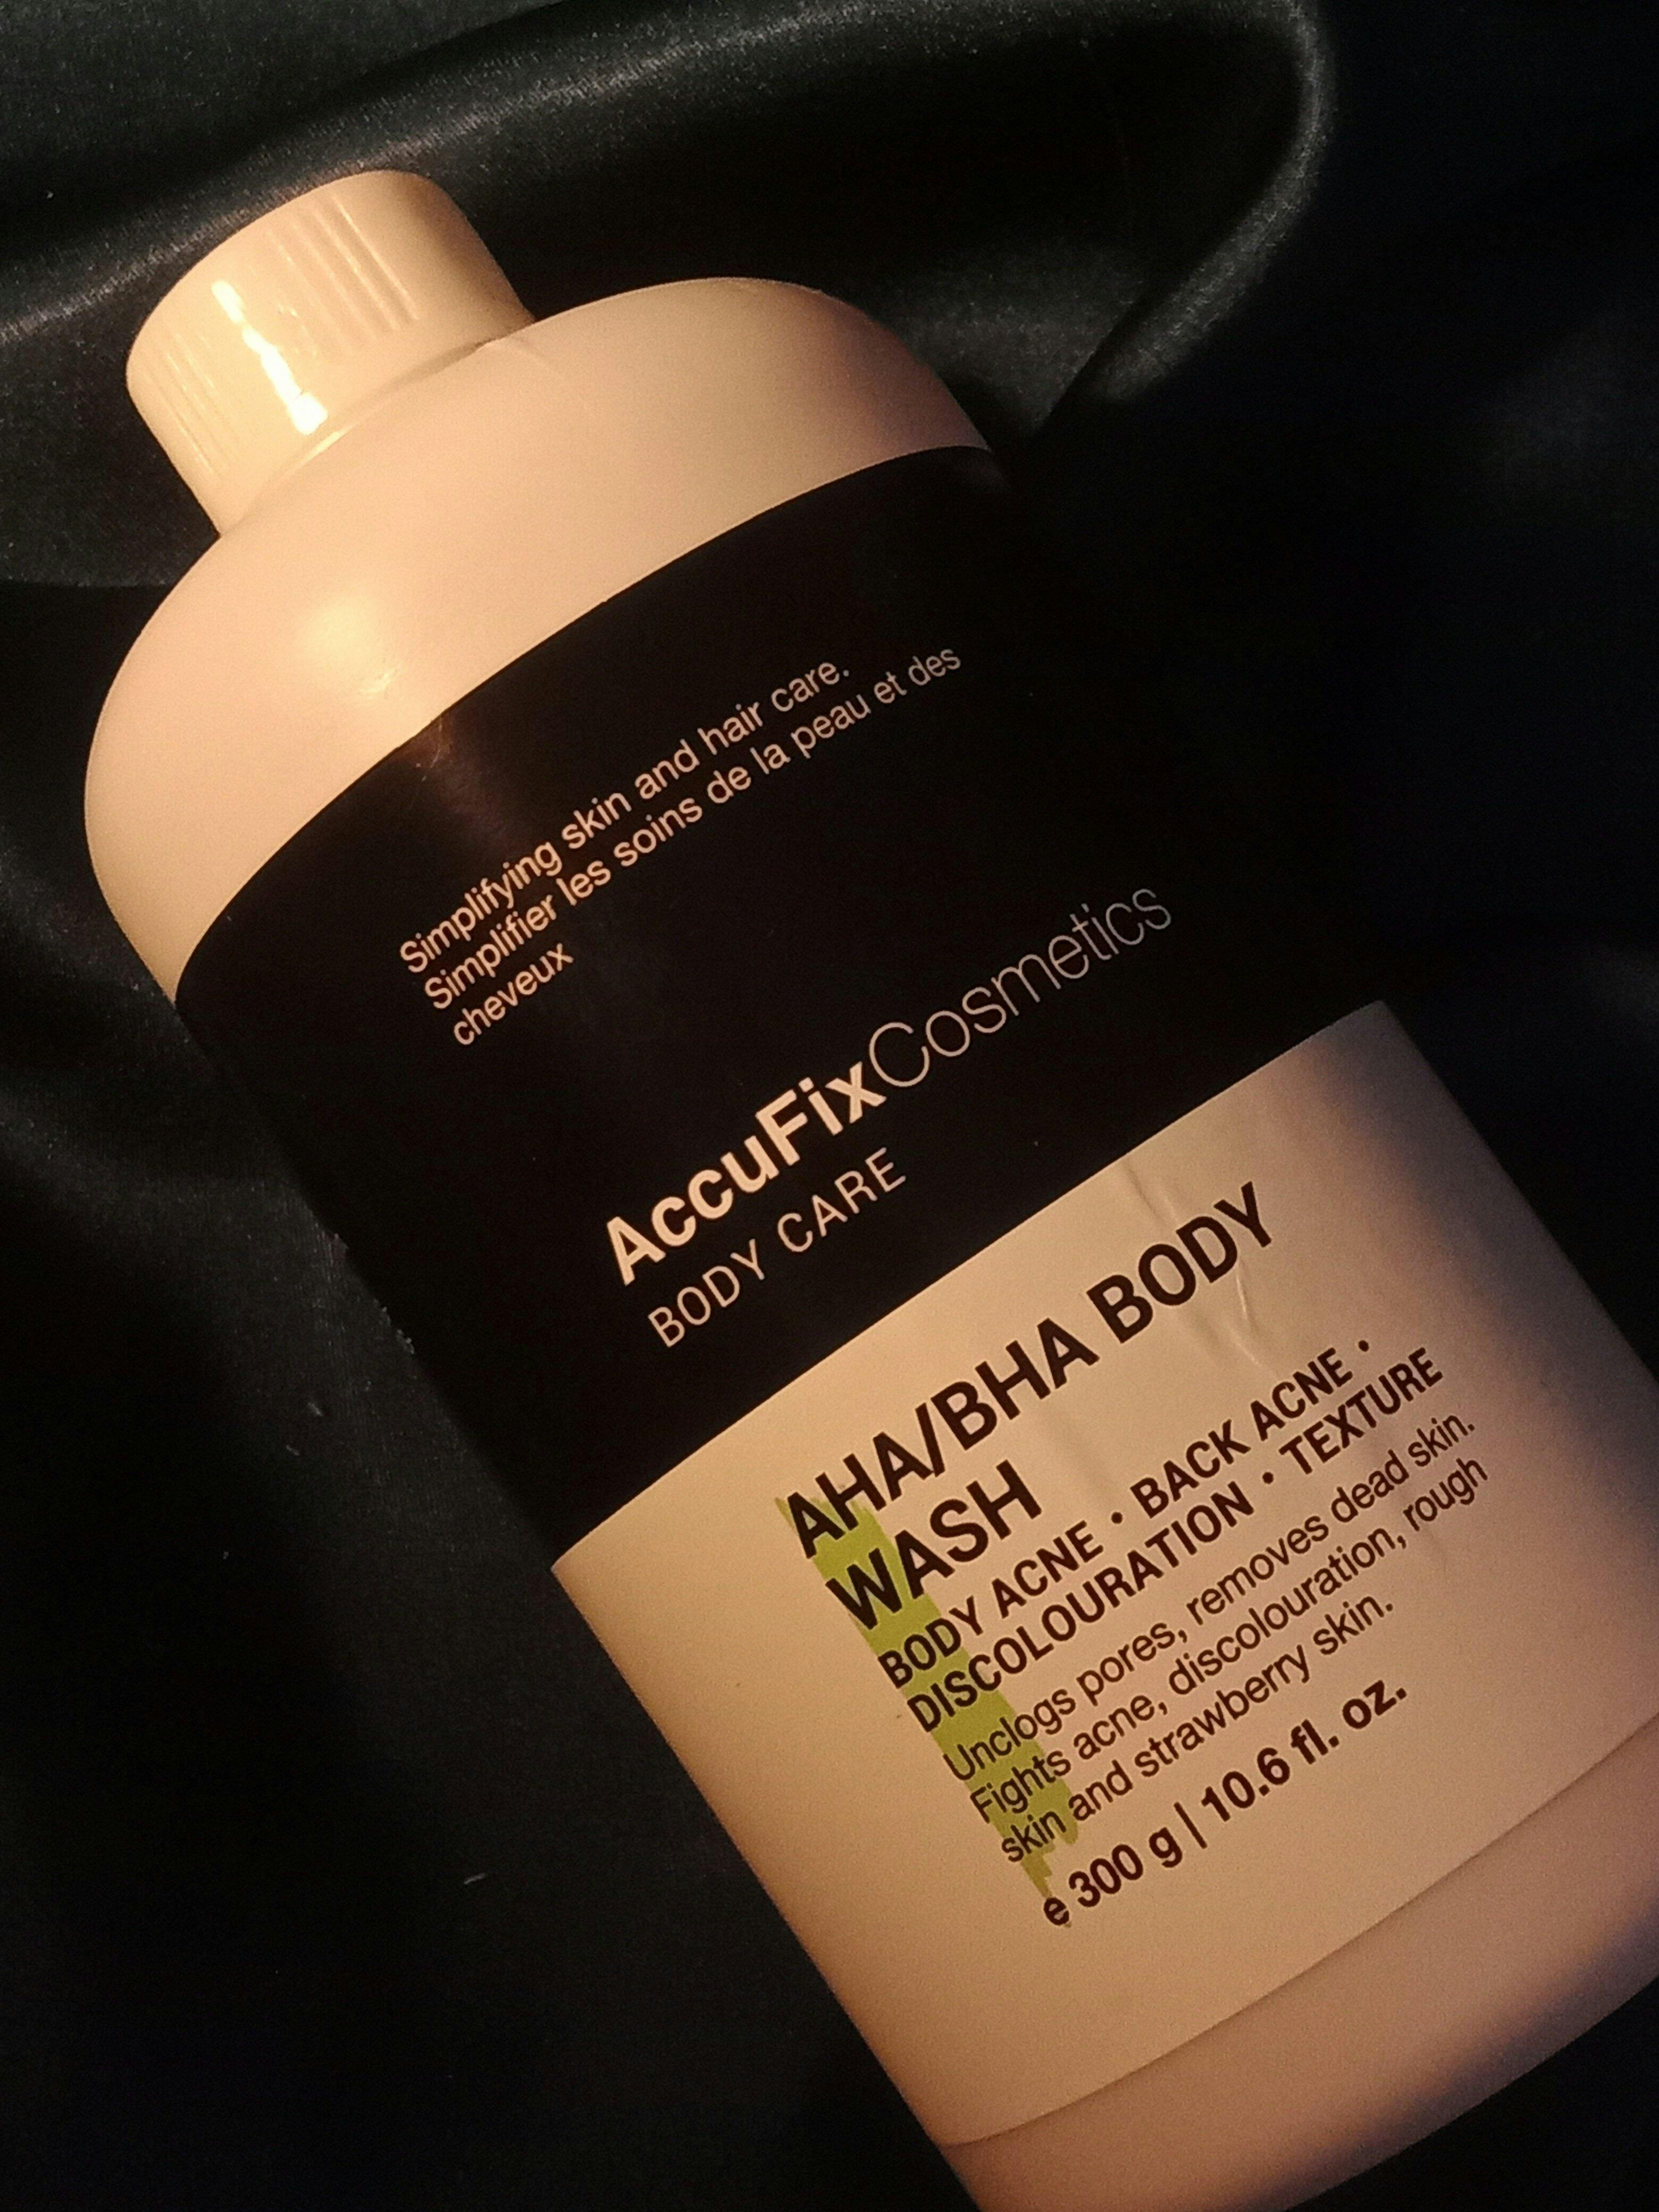 Simplifying skin and hair care.
Simplifier les soins de la peau et des
cheveux
AccuFixCosmetics
BODY CARE
AHA/BHA BODY
WASH
BODY ACNE • BACK ACNE •
DISCOLOURATION • TEXTURE
Unclogs pores, removes dead skin.
Fights acne, discolouration, rough
skin and strawberry skin.
e 300 g | 10.6 fl. oz.